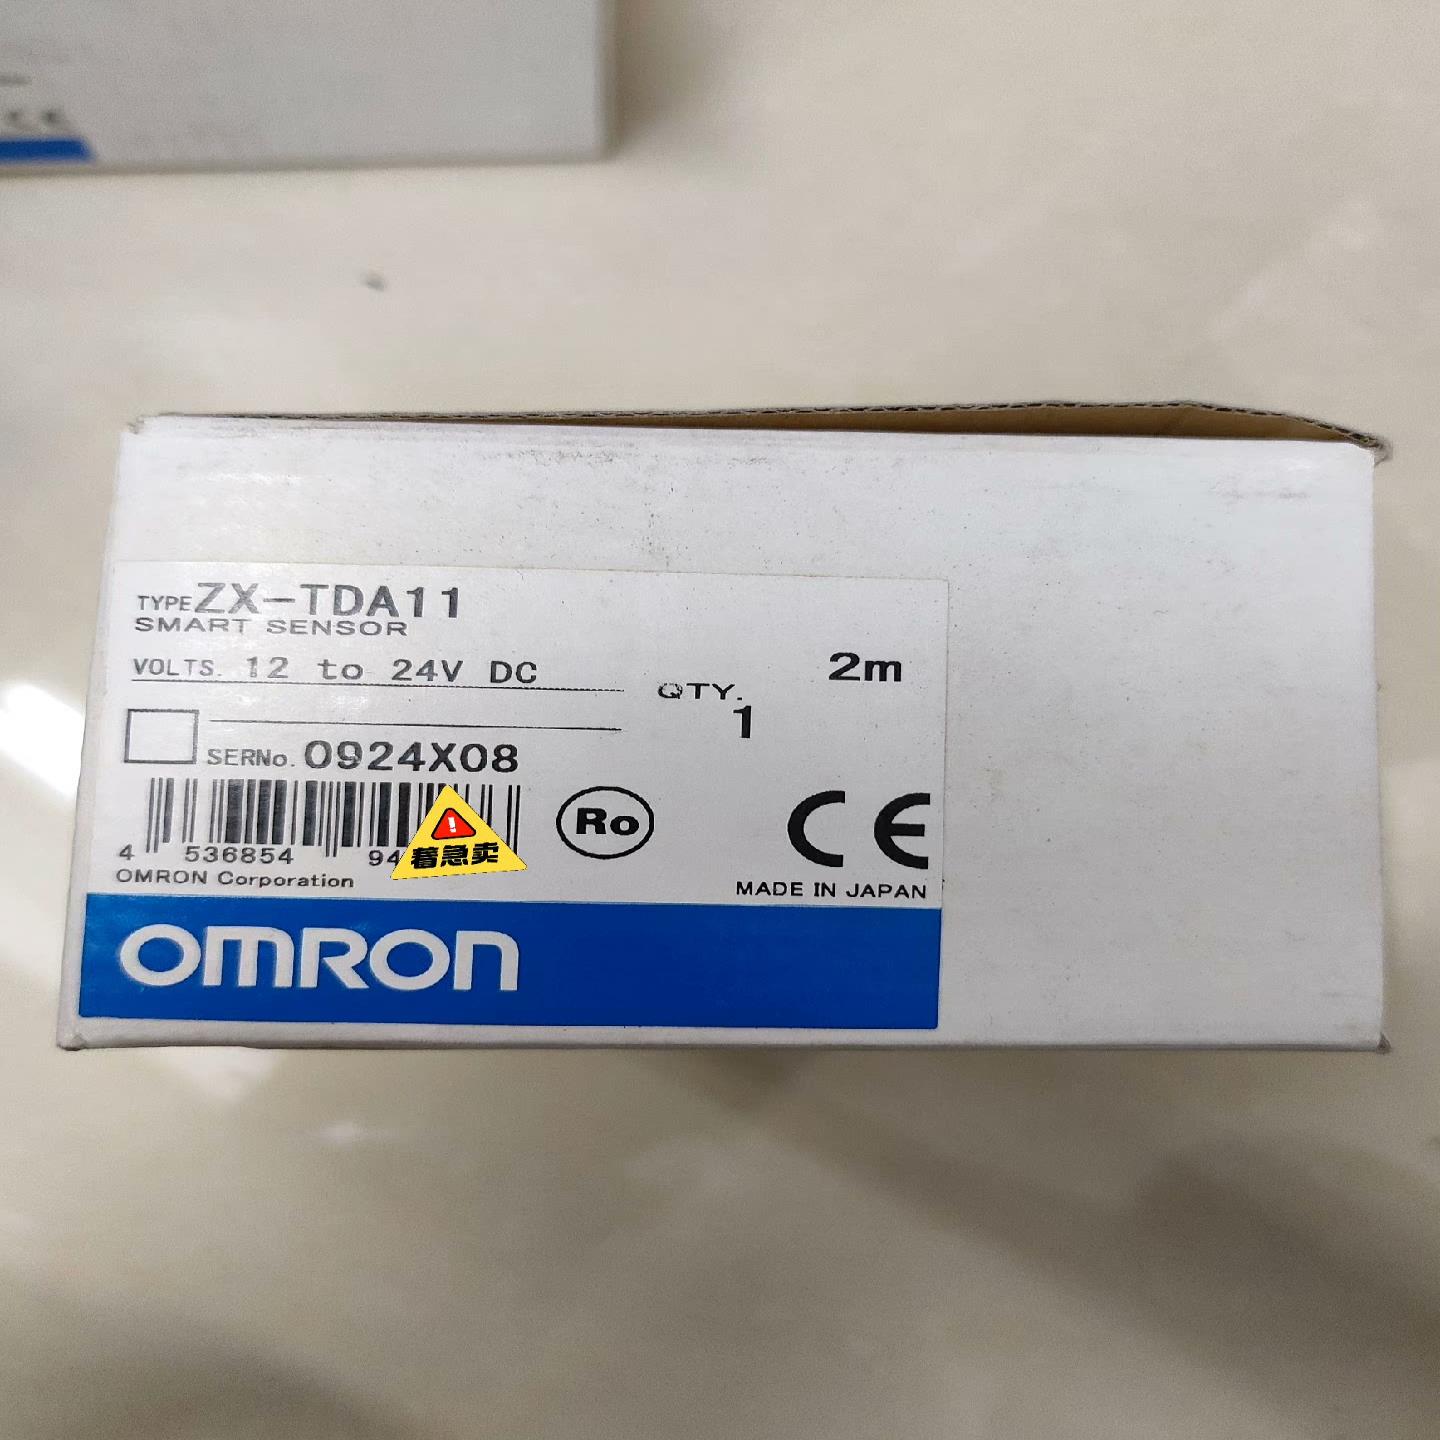 CE
TYPE ZX-TDA11
SMART SENSOR
VOLTS. 12 to 24V DC
2m
QTY.
1
SERNo. 0924X08
4 536854 94
着急卖
Ro
CE
OMRON Corporation
MADE IN JAPAN
OMRON